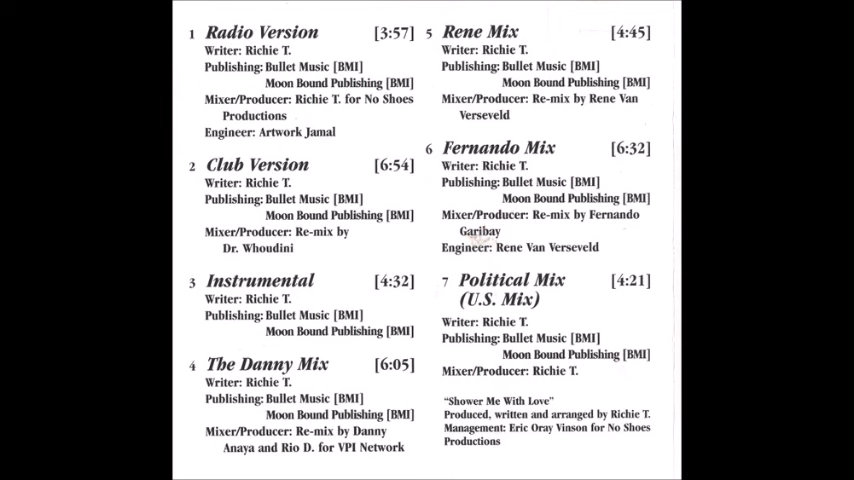 1 Radio Version [3:57]
Writer: Richie T.
Publishing: Bullet Music [BMI]
Moon Bound Publishing [BMI]
Mixer/Producer: Richie T. for No Shoes
Productions
Engineer: Artwork Jamal
2 Club Version [6:54]
Writer: Richie T.
Publishing: Bullet Music [BMI]
Moon Bound Publishing [BMI]
Mixer/Producer: Re-mix by
Dr. Whoudini
3 Instrumental [4:32]
Writer: Richie T.
Publishing: Bullet Music [BMI]
Moon Bound Publishing [BMI]
4 The Danny Mix [6:05]
Writer: Richie T.
Publishing: Bullet Music [BMI]
Moon Bound Publishing [BMI]
Mixer/Producer: Re-mix by Danny
Anaya and Rio D. for VPI Network
5 Rene Mix [4:45]
Writer: Richie T.
Publishing: Bullet Music [BMI]
Moon Bound Publishing [BMI]
Mixer/Producer: Re-mix by Rene Van
Verseveld
6 Fernando Mix [6:32]
Writer: Richie T.
Publishing: Bullet Music [BMI]
Moon Bound Publishing [BMI]
Mixer/Producer: Re-mix by Fernando
Garibay
Engineer: Rene Van Verseveld
7 Political Mix [4:21]
(U.S. Mix)
Writer: Richie T.
Publishing: Bullet Music [BMI]
Moon Bound Publishing [BMI]
Mixer/Producer: Richie T.
"Shower Me With Love"
Produced, written and arranged by Richie T.
Management: Eric Oray Vinson for No Shoes
Productions